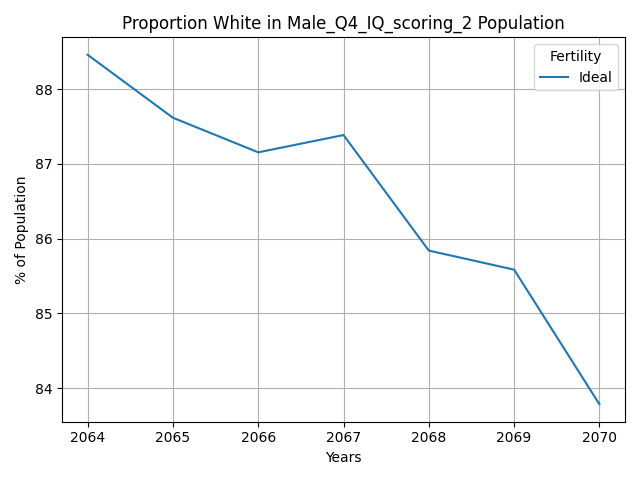 Proportion White in Male_Q4_IQ_scoring_2 Population
Fertility
Ideal
% of Population
88
87
86
85
84
2064 2065 2066 2067 2068 2069 2070
Years